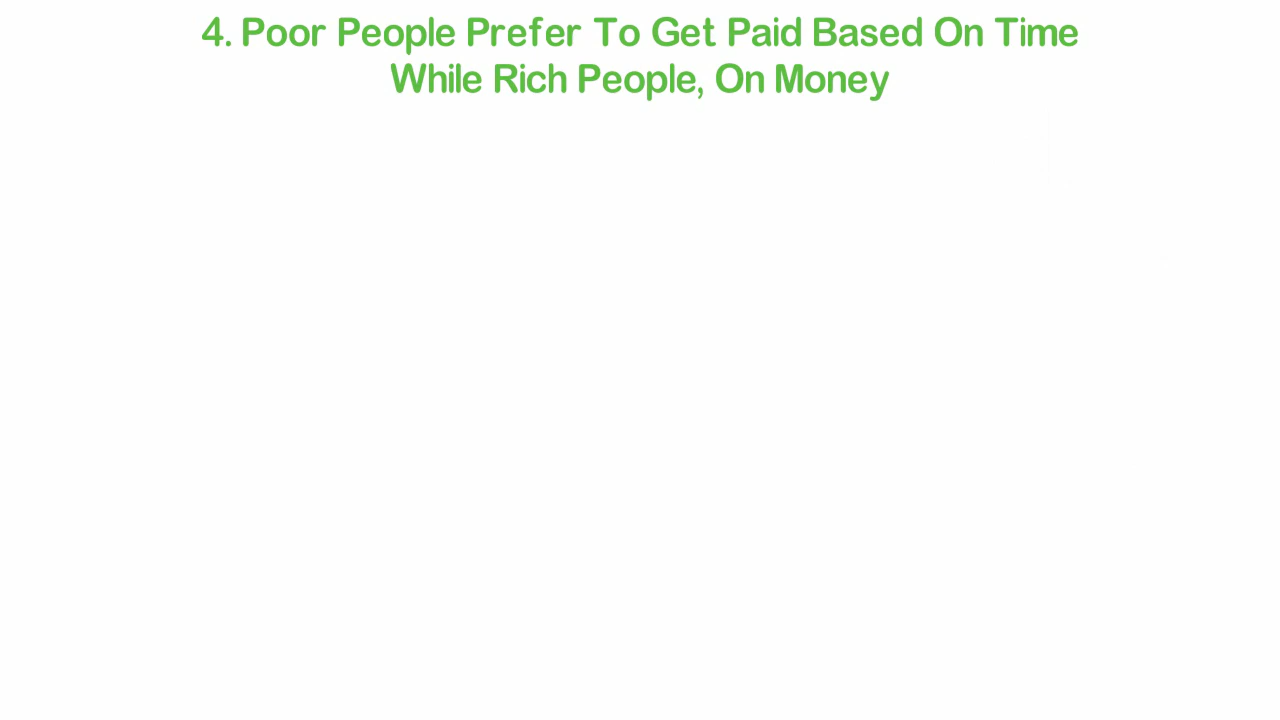 4. Poor People Prefer To Get Paid Based On Time
While Rich People, On Money